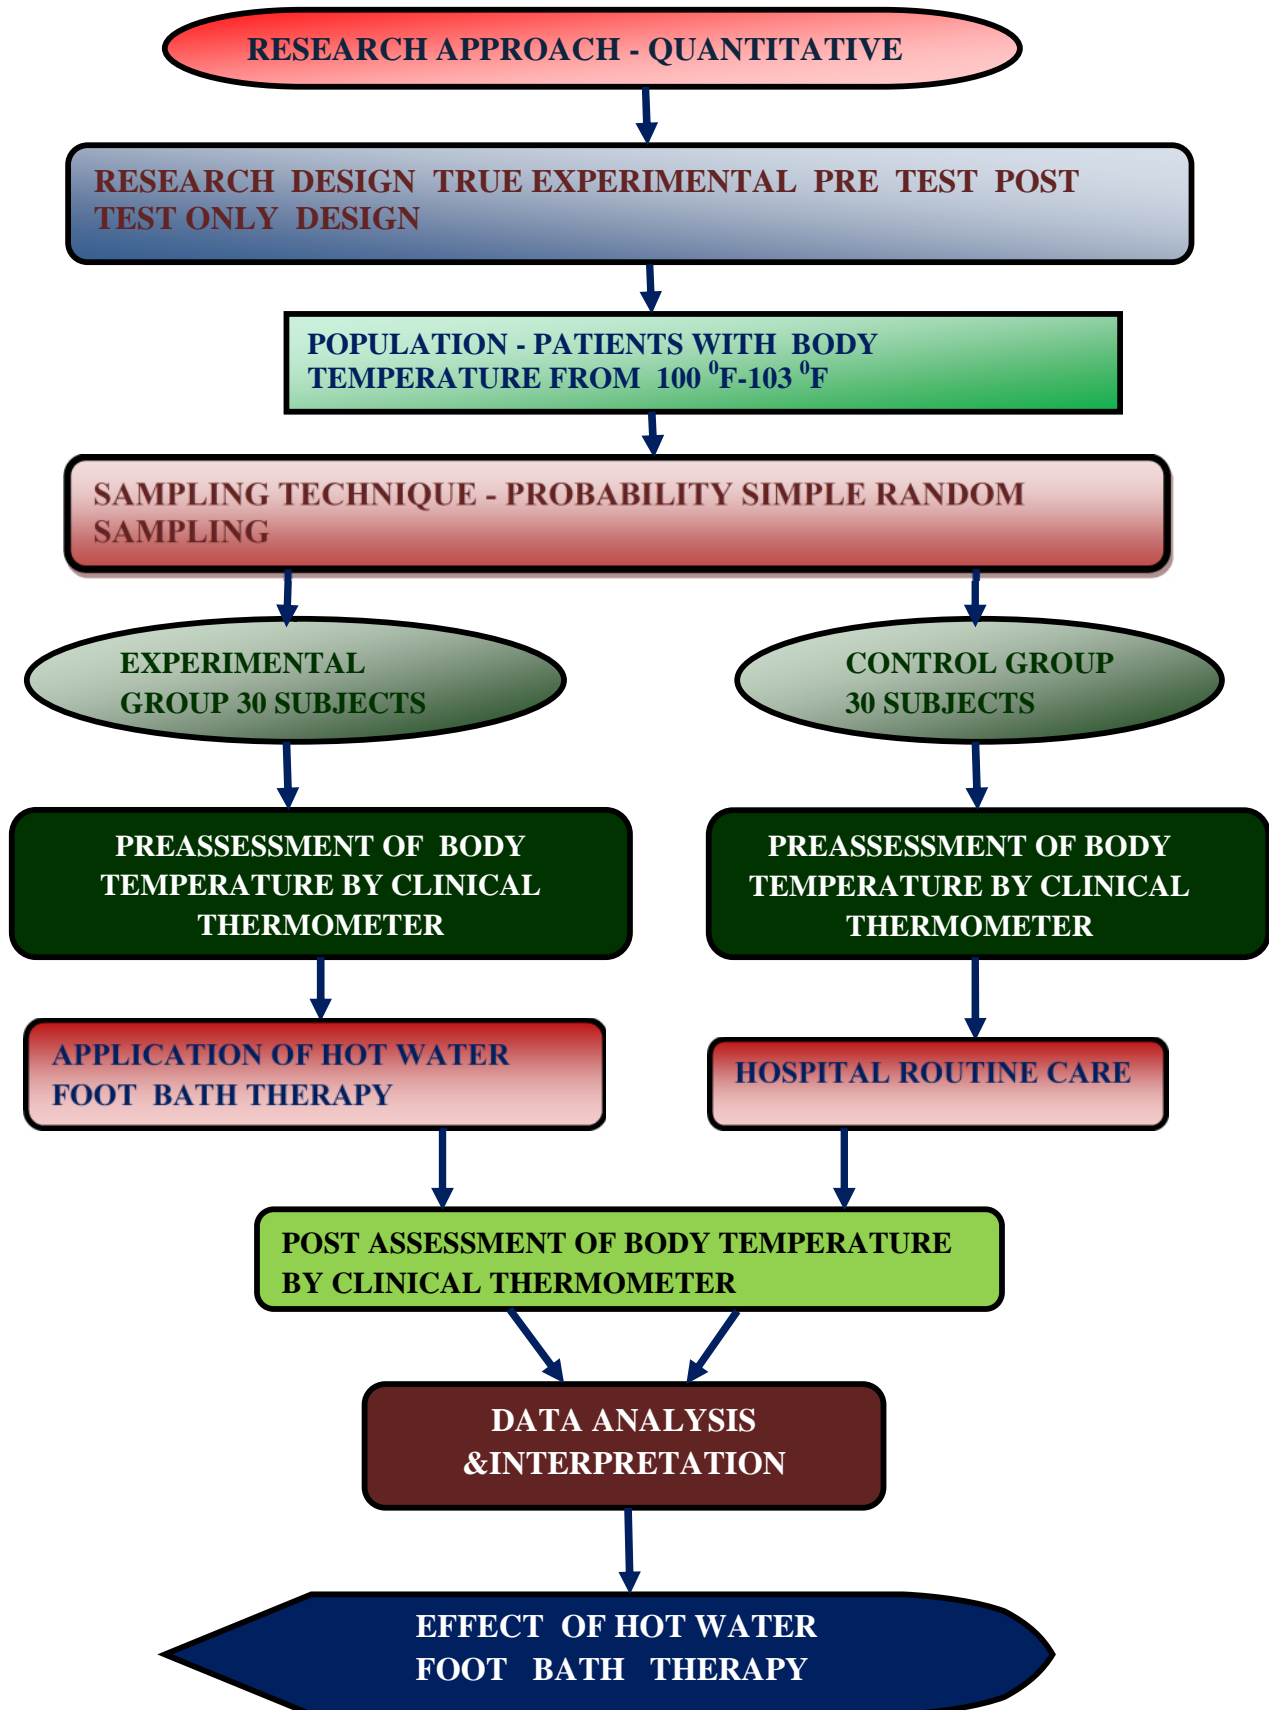 RESEARCH APPROACH - QUANTITATIVE
RESEARCH DESIGN TRUE EXPERIMENTAL PRE TEST POST
TEST ONLY DESIGN
POPULATION - PATIENTS WITH BODY
TEMPERATURE FROM 100 ⁰F-103 ⁰F
SAMPLING TECHNIQUE - PROBABILITY SIMPLE RANDOM
SAMPLING
EXPERIMENTAL
GROUP 30 SUBJECTS
CONTROL GROUP
30 SUBJECTS
PREASSESSMENT OF BODY
TEMPERATURE BY CLINICAL
THERMOMETER
PREASSESSMENT OF BODY
TEMPERATURE BY CLINICAL
THERMOMETER
APPLICATION OF HOT WATER
FOOT BATH THERAPY
HOSPITAL ROUTINE CARE
POST ASSESSMENT OF BODY TEMPERATURE
BY CLINICAL THERMOMETER
DATA ANALYSIS
&INTERPRETATION
EFFECT OF HOT WATER
FOOT BATH THERAPY